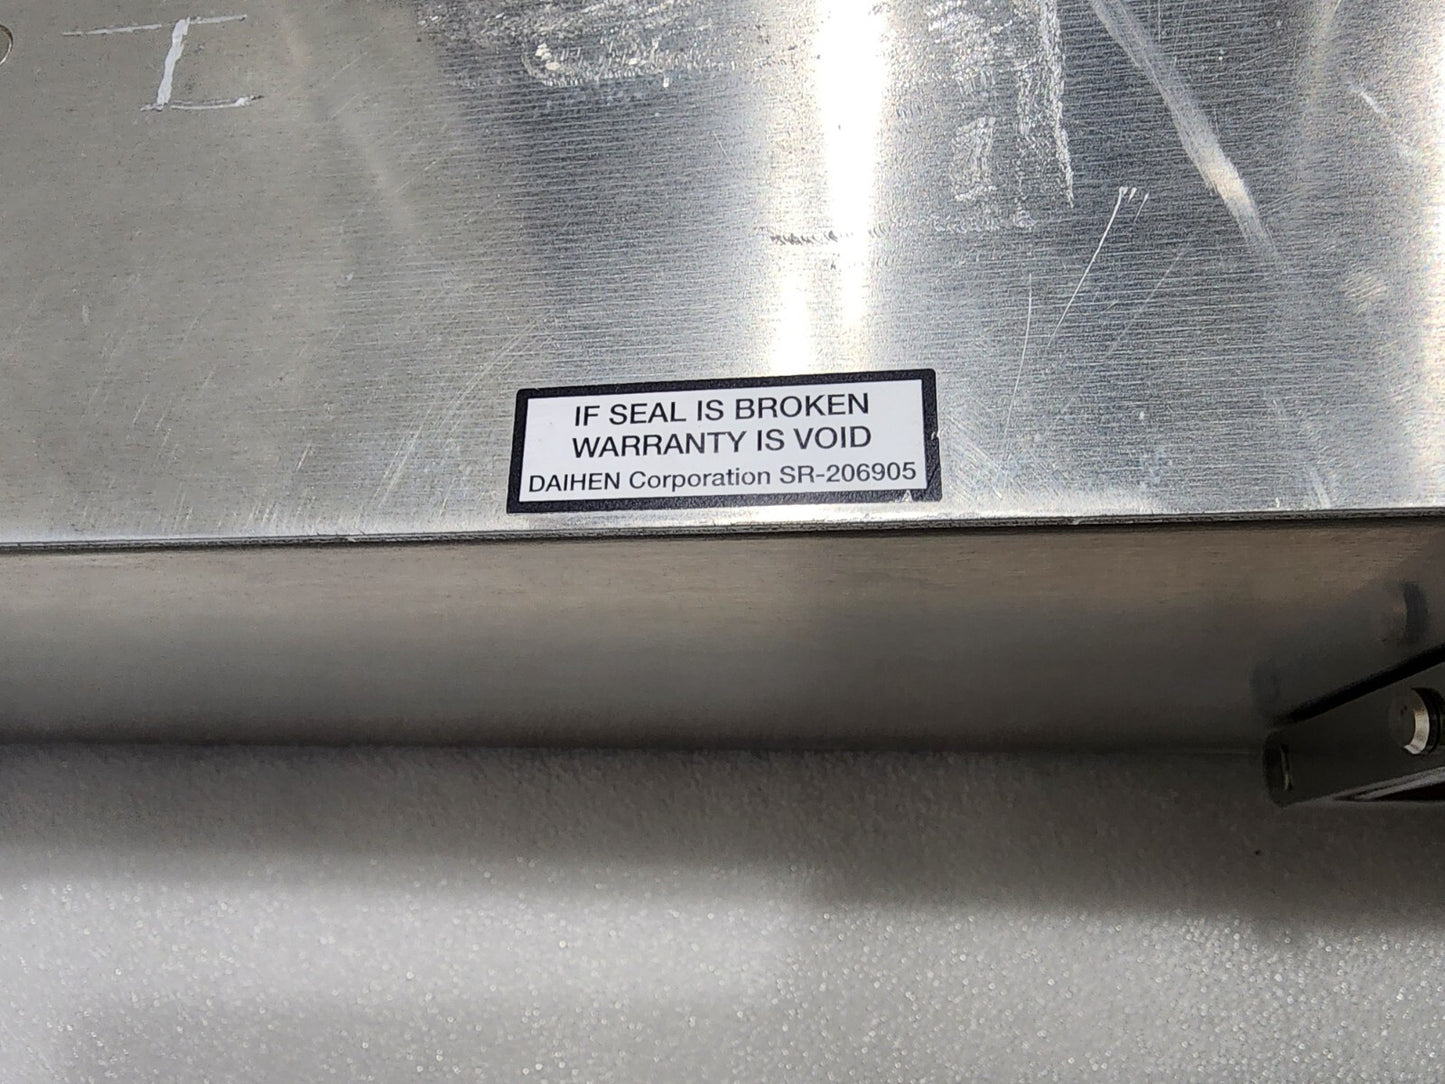 IF SEAL IS BROKEN
WARRANTY IS VOID
DAIHEN Corporation SR-206905